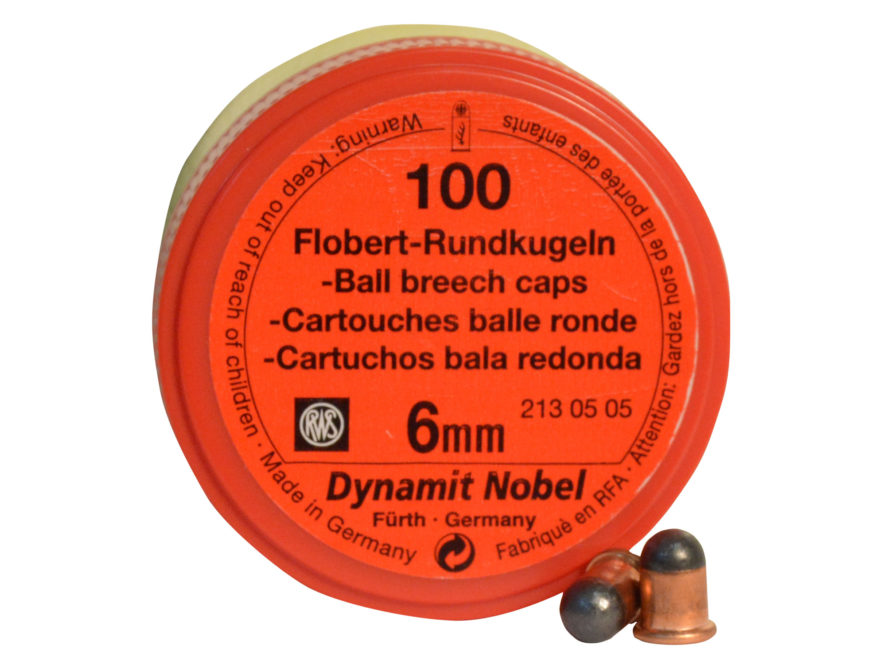 100
Flobert-Rundkugeln
-Ball breech caps
-Cartouches balle ronde
-Cartuchos bala redonda
RWS
6mm
213 05 05
Dynamit Nobel
Fürth · Germany
Warning: Keep out of reach of children · Made in Germany
Fabriquè en RFA · Attention: Gardez hors de la portée des enfants